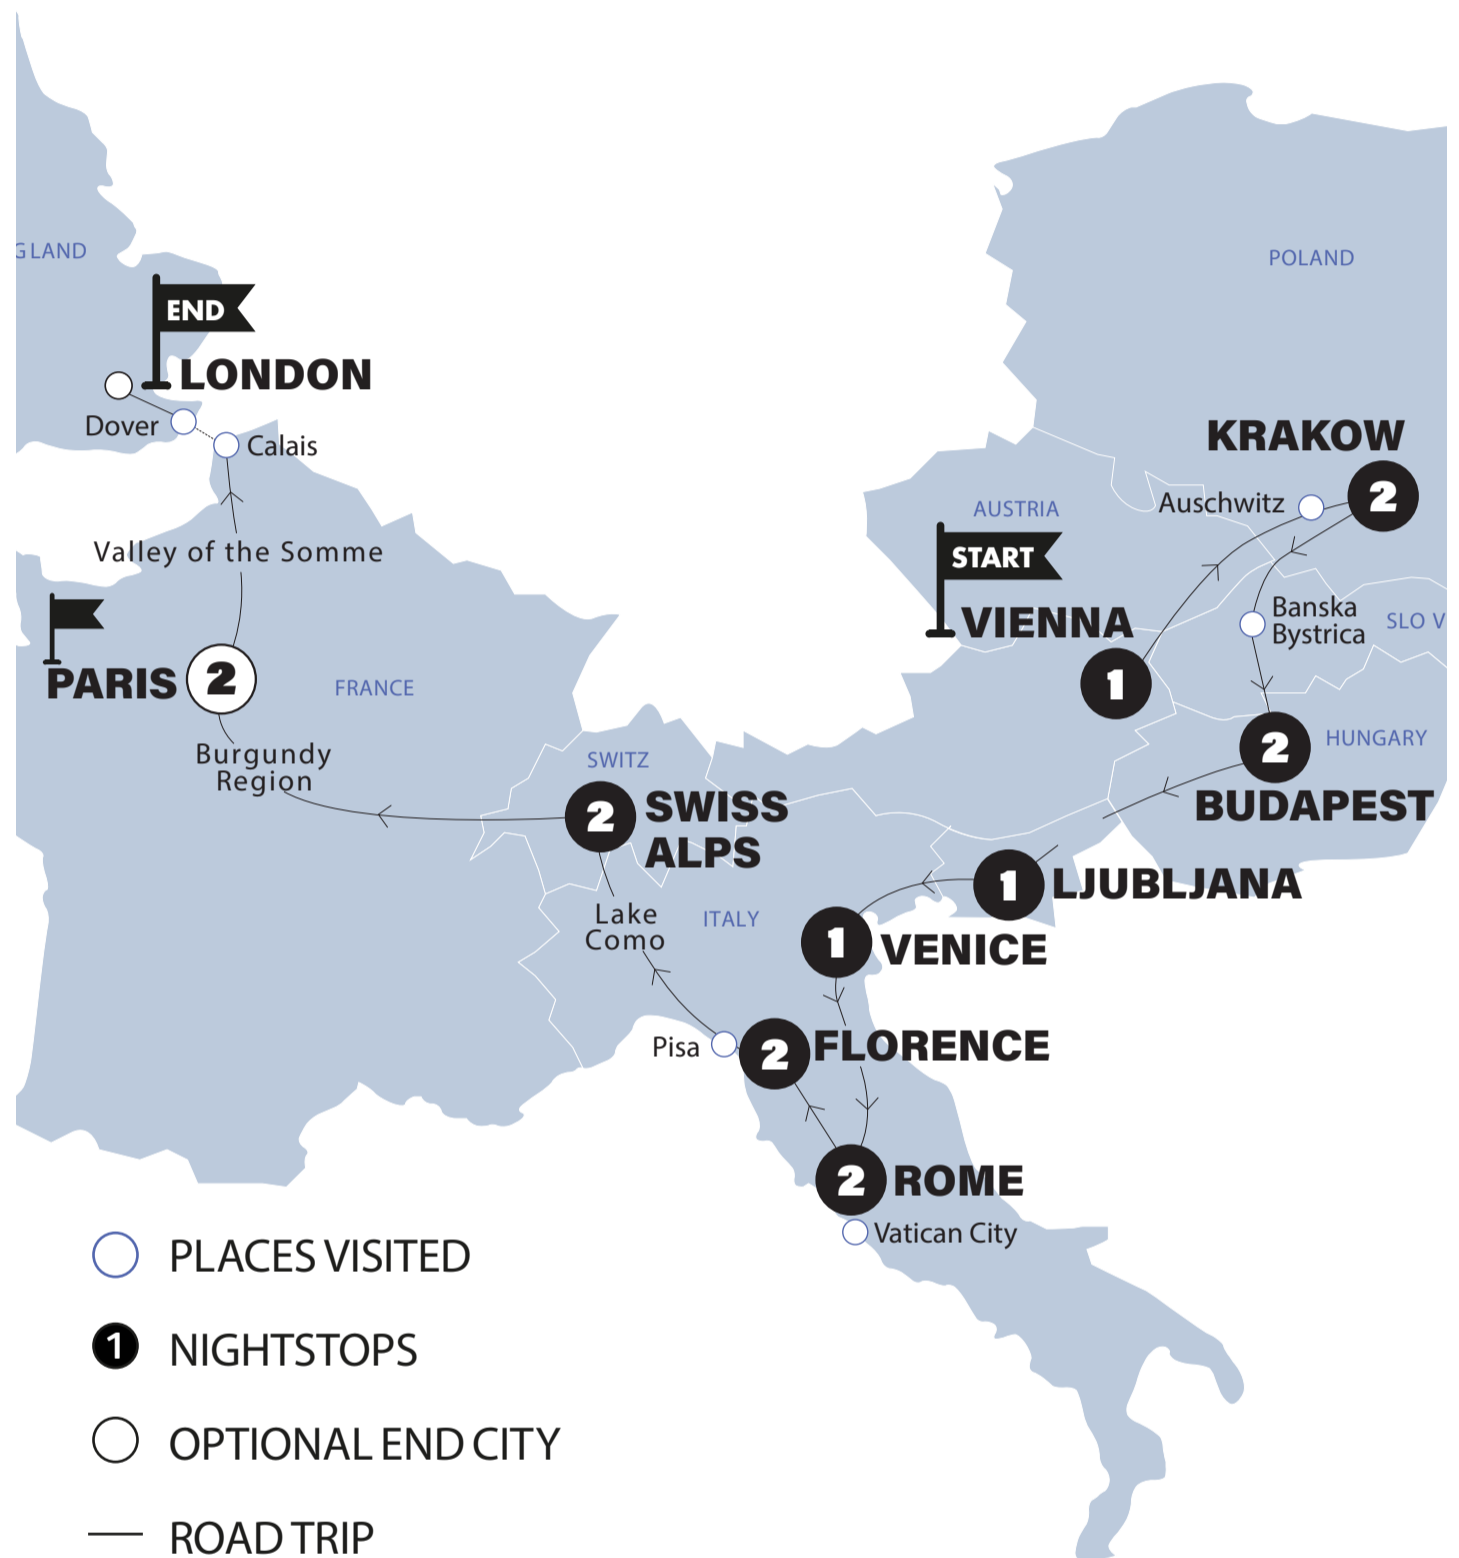 GLAND
POLAND
END
LONDON
Dover
Calais
KRAKOW
2
Auschwitz
AUSTRIA
START
VIENNA
1
Valley of the Somme
Banska
Bystrica
SLO V
PARIS
2
FRANCE
Burgundy
Region
SWITZ
2
SWISS
ALPS
2
HUNGARY
BUDAPEST
1
LJUBLJANA
Lake
Como
ITALY
1
VENICE
Pisa
2
FLORENCE
2
ROME
Vatican City
PLACES VISITED
1
NIGHTSTOPS
OPTIONAL END CITY
ROAD TRIP